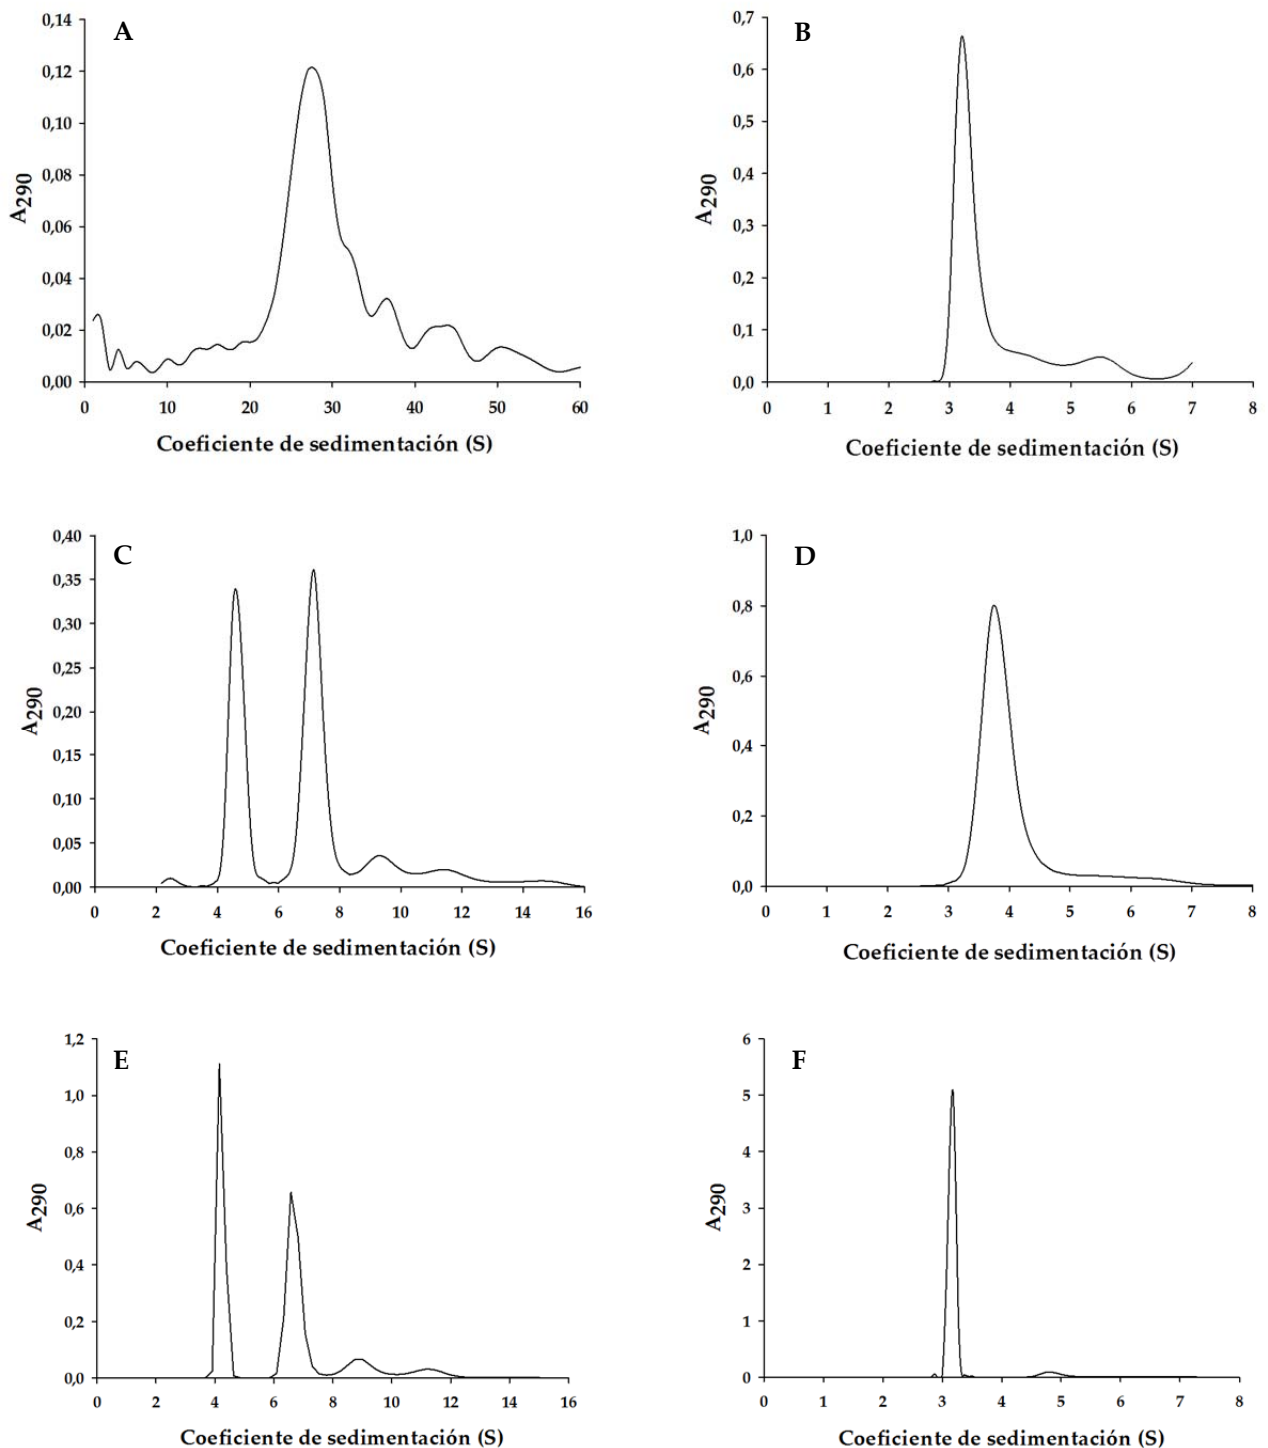 A
0,14
0,12
0,10
0,08
0,06
0,04
0,02
0,00
A290
0 10 20 30 40 50 60
Coeficiente de sedimentación (S)
B
0,7
0,6
0,5
0,4
0,3
0,2
0,1
0,0
A290
0 1 2 3 4 5 6 7 8
Coeficiente de sedimentación (S)
C
0,40
0,35
0,30
0,25
0,20
0,15
0,10
0,05
0,00
A290
0 2 4 6 8 10 12 14 16
Coeficiente de sedimentación (S)
D
1,0
0,8
0,6
0,4
0,2
0,0
A290
0 1 2 3 4 5 6 7 8
Coeficiente de sedimentación (S)
E
1,2
1,0
0,8
0,6
0,4
0,2
0,0
A290
0 2 4 6 8 10 12 14 16
Coeficiente de sedimentación (S)
F
6
5
4
3
2
1
0
A290
0 1 2 3 4 5 6 7 8
Coeficiente de sedimentación (S)